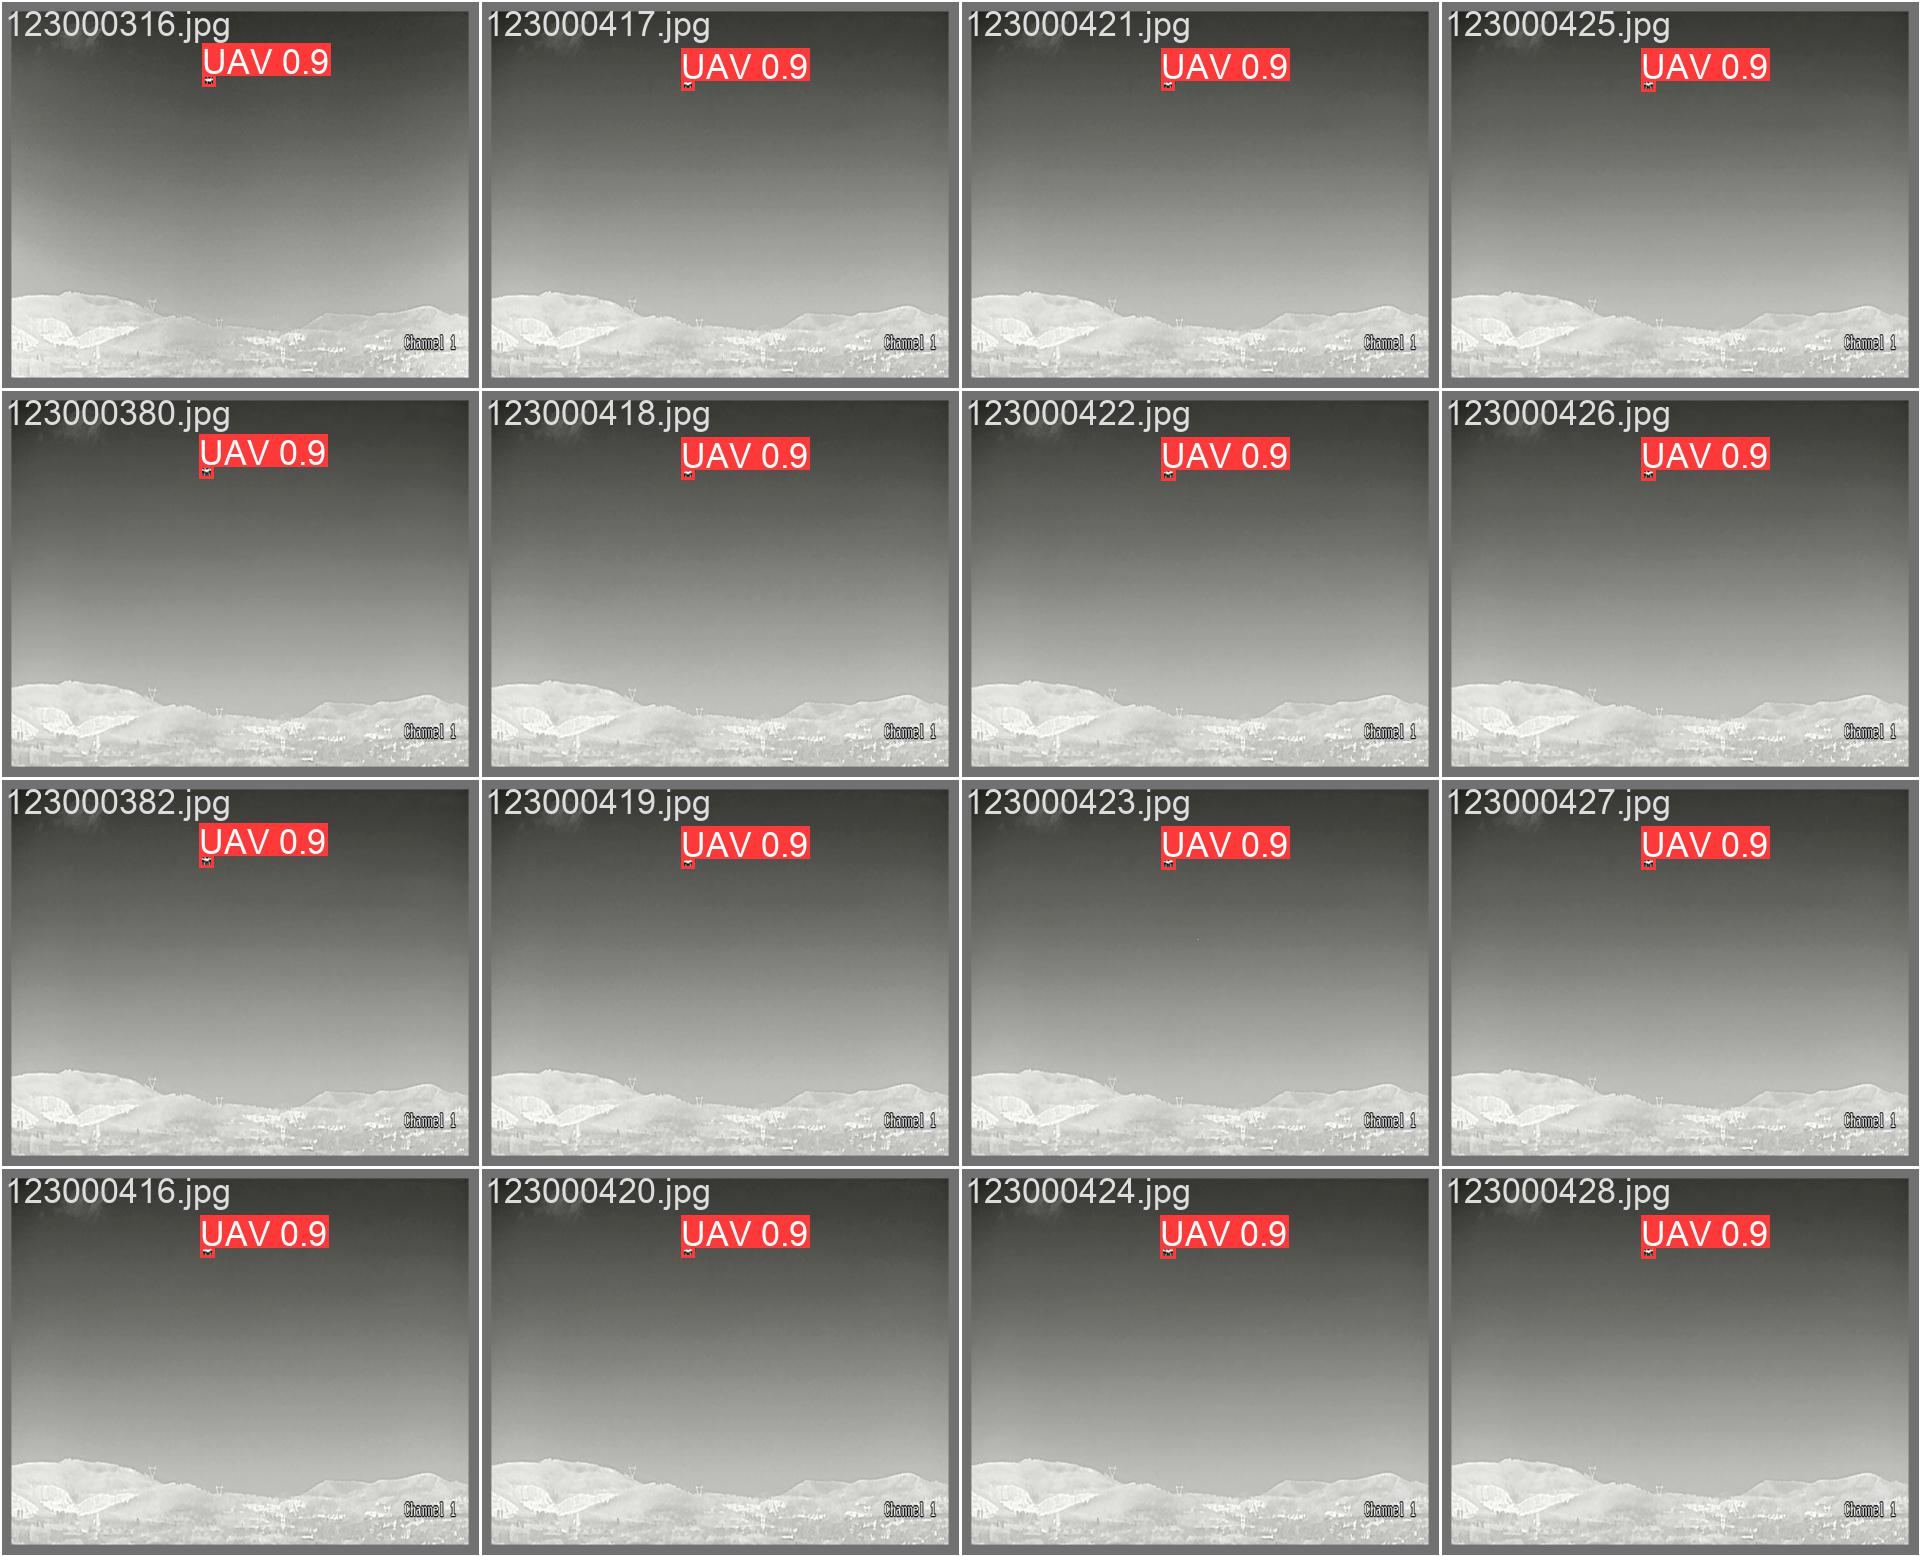 123000316.jpg
UAV 0.9
Channel 1
123000417.jpg
UAV 0.9
Channel 1
123000421.jpg
UAV 0.9
Channel 1
123000425.jpg
UAV 0.9
Channel 1
123000380.jpg
UAV 0.9
Channel 1
123000418.jpg
UAV 0.9
Channel 1
123000422.jpg
UAV 0.9
Channel 1
123000426.jpg
UAV 0.9
Channel 1
123000382.jpg
UAV 0.9
Channel 1
123000419.jpg
UAV 0.9
Channel 1
123000423.jpg
UAV 0.9
Channel 1
123000427.jpg
UAV 0.9
Channel 1
123000416.jpg
UAV 0.9
Channel 1
123000420.jpg
UAV 0.9
Channel 1
123000424.jpg
UAV 0.9
Channel 1
123000428.jpg
UAV 0.9
Channel 1